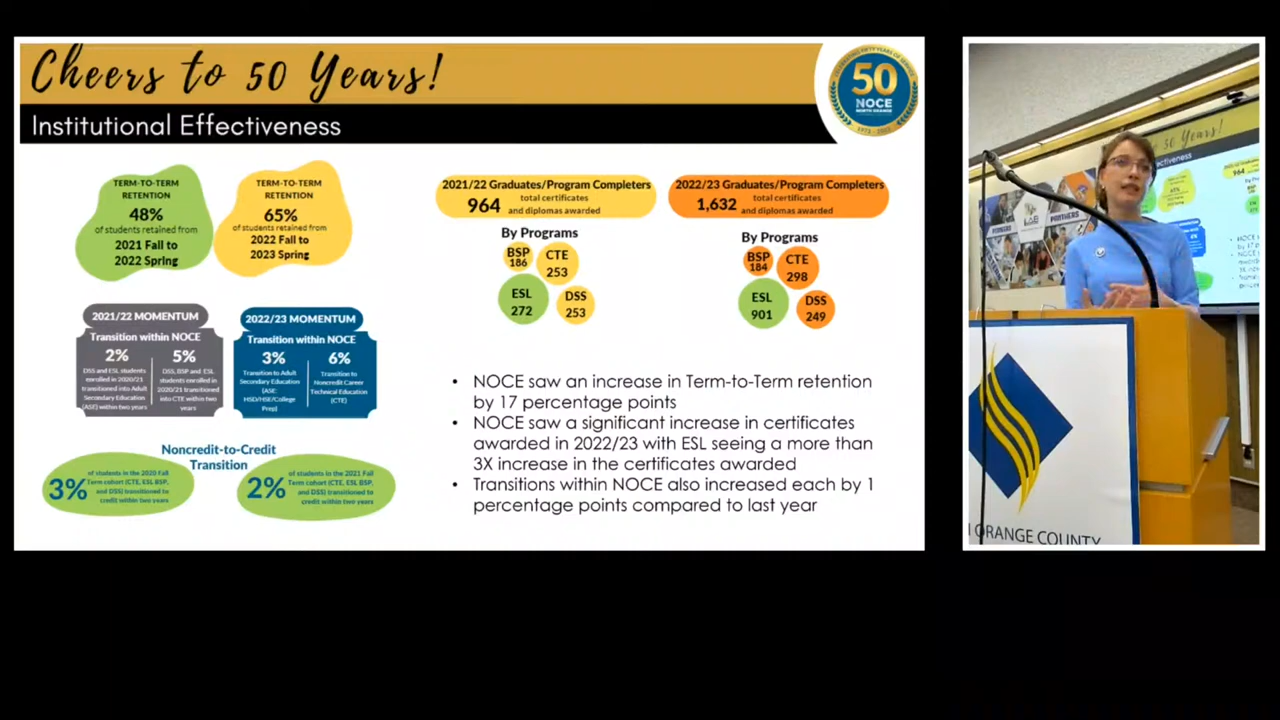 Cheers to 50 Years!
Institutional Effectiveness
CELEBRATING FIFTY YEARS OF SERVICE
50
NOCE
NORTH ORANGE
1973 - 2023
TERM-TO-TERM
RETENTION
48%
of students retained from
2021 Fall to
2022 Spring
TERM-TO-TERM
RETENTION
65%
of students retained from
2022 Fall to
2023 Spring
2021/22 MOMENTUM
Transition within NOCE
2%
DSS and ESL students
enrolled in 2020/21
transitioned into Adult
Secondary Education
(ASE) within two years
5%
DSS, BSP and ESL
students enrolled in
2020/21 transitioned
into CTE within two
years
2022/23 MOMENTUM
Transition within NOCE
3%
Transition to Adult
Secondary Education
(ASE:
HSD/HSE/College
Prep)
6%
Transition to
Noncredit Career
Technical Education
(CTE)
Noncredit-to-Credit
Transition
3%
of students in the 2020 Fall
Term cohort (CTE, ESL BSP,
and DSS) transitioned to
credit within two years
2%
of students in the 2021 Fall
Term cohort (CTE, ESL BSP,
and DSS) transitioned to
credit within two years
2021/22 Graduates/Program Completers
964 total certificates
and diplomas awarded
By Programs
BSP
186
CTE
253
ESL
272
DSS
253
2022/23 Graduates/Program Completers
1,632 total certificates
and diplomas awarded
By Programs
BSP
184
CTE
298
ESL
901
DSS
249
• NOCE saw an increase in Term-to-Term retention
by 17 percentage points
• NOCE saw a significant increase in certificates
awarded in 2022/23 with ESL seeing a more than
3X increase in the certificates awarded
• Transitions within NOCE also increased each by 1
percentage points compared to last year
50 Years!
964
ORANGE COUNTY